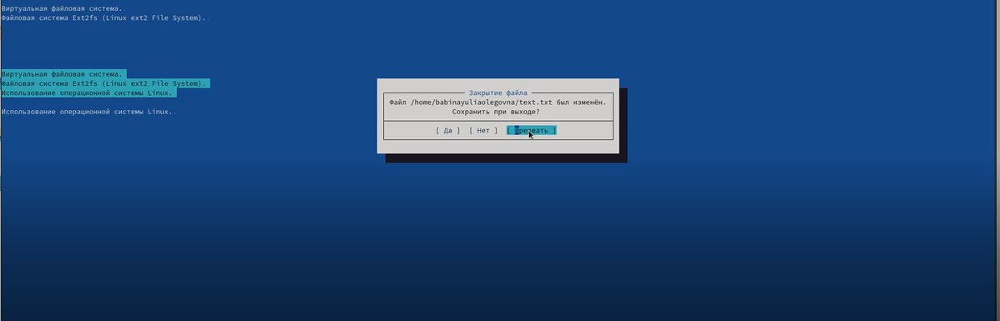 Виртуальная файловая система.
Файловая система Ext2fs (Linux ext2 File System).
Виртуальная файловая система.
Файловая система Ext2fs (Linux ext2 File System).
Использование операционной системы Linux.
Использование операционной системы Linux.
Закрытие файла
Файл /home/babinayuliaolegovna/text.txt был изменён.
Сохранить при выходе?
[ Да ] [ Нет ] [ Прервать ]